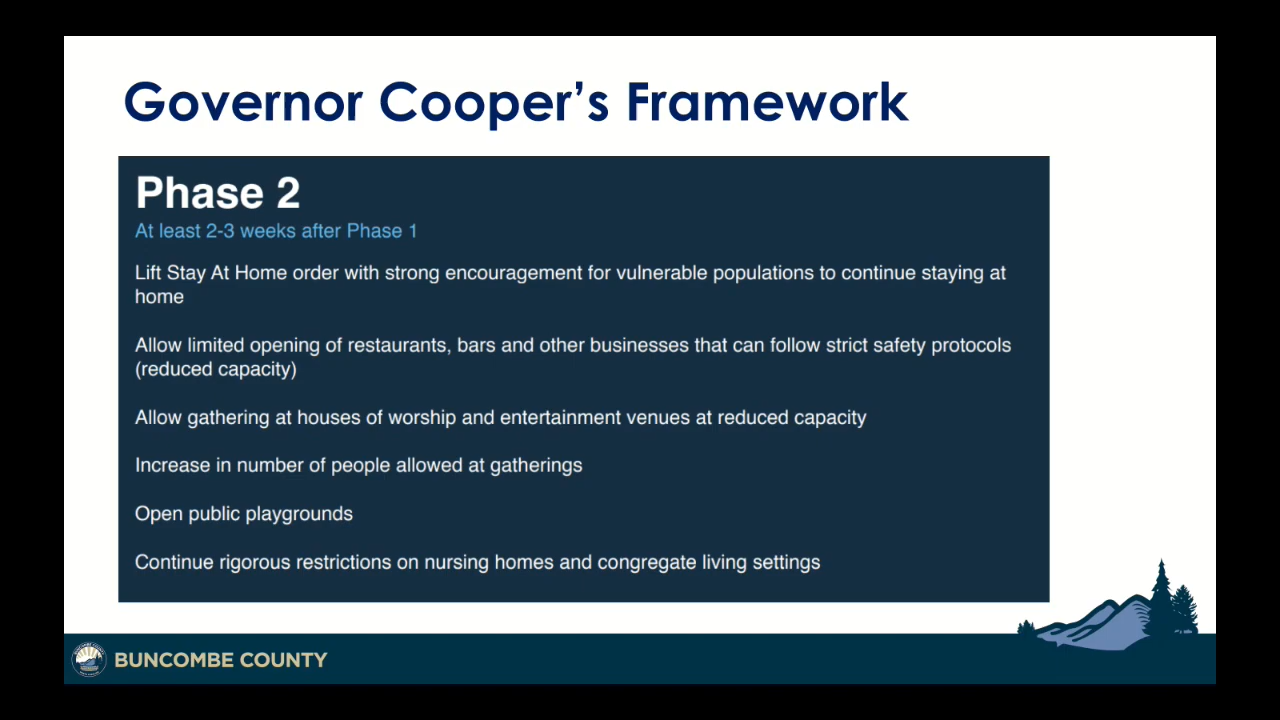 Governor Cooper’s Framework
Phase 2
At least 2-3 weeks after Phase 1
Lift Stay At Home order with strong encouragement for vulnerable populations to continue staying at
home
Allow limited opening of restaurants, bars and other businesses that can follow strict safety protocols
(reduced capacity)
Allow gathering at houses of worship and entertainment venues at reduced capacity
Increase in number of people allowed at gatherings
Open public playgrounds
Continue rigorous restrictions on nursing homes and congregate living settings
BUNCOMBE COUNTY